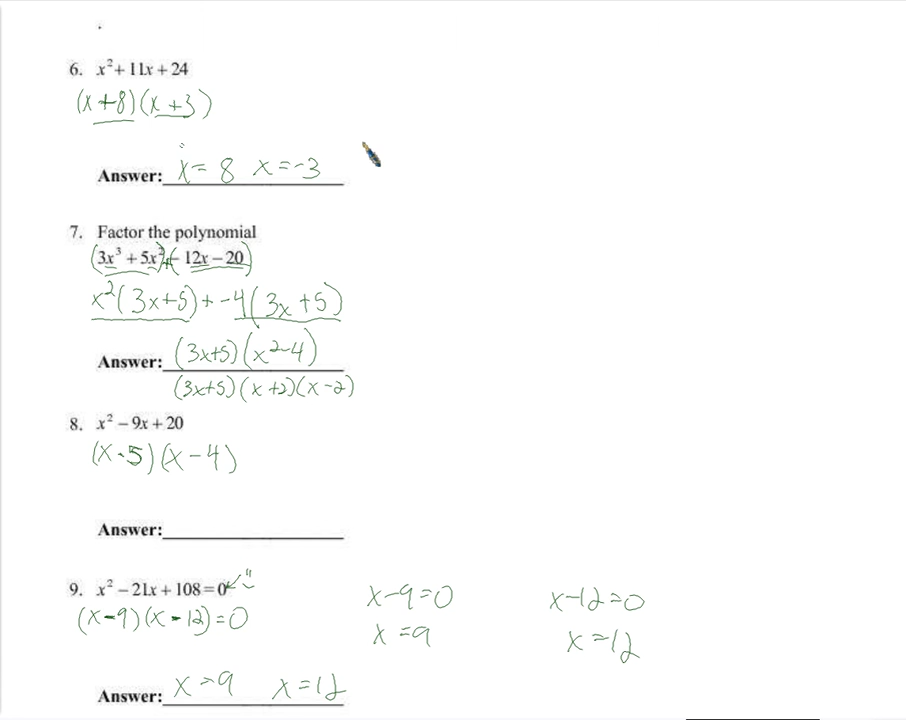 6. x² + 11x + 24
(x + 8)(x + 3)
Answer: x = 8 x = -3
7. Factor the polynomial
(3x³ + 5x²) + (- 12x – 20)
x²(3x+5) + -4(3x+5)
Answer: (3x+5)(x²-4)
(3x+5)(x+2)(x-2)
8. x² – 9x + 20
(x-5)(x-4)
Answer:
9. x² – 21x + 108 = 0
(x-9)(x-12)=0
x-9=0 x-12=0
x=9 x=12
Answer: x=9 x=12